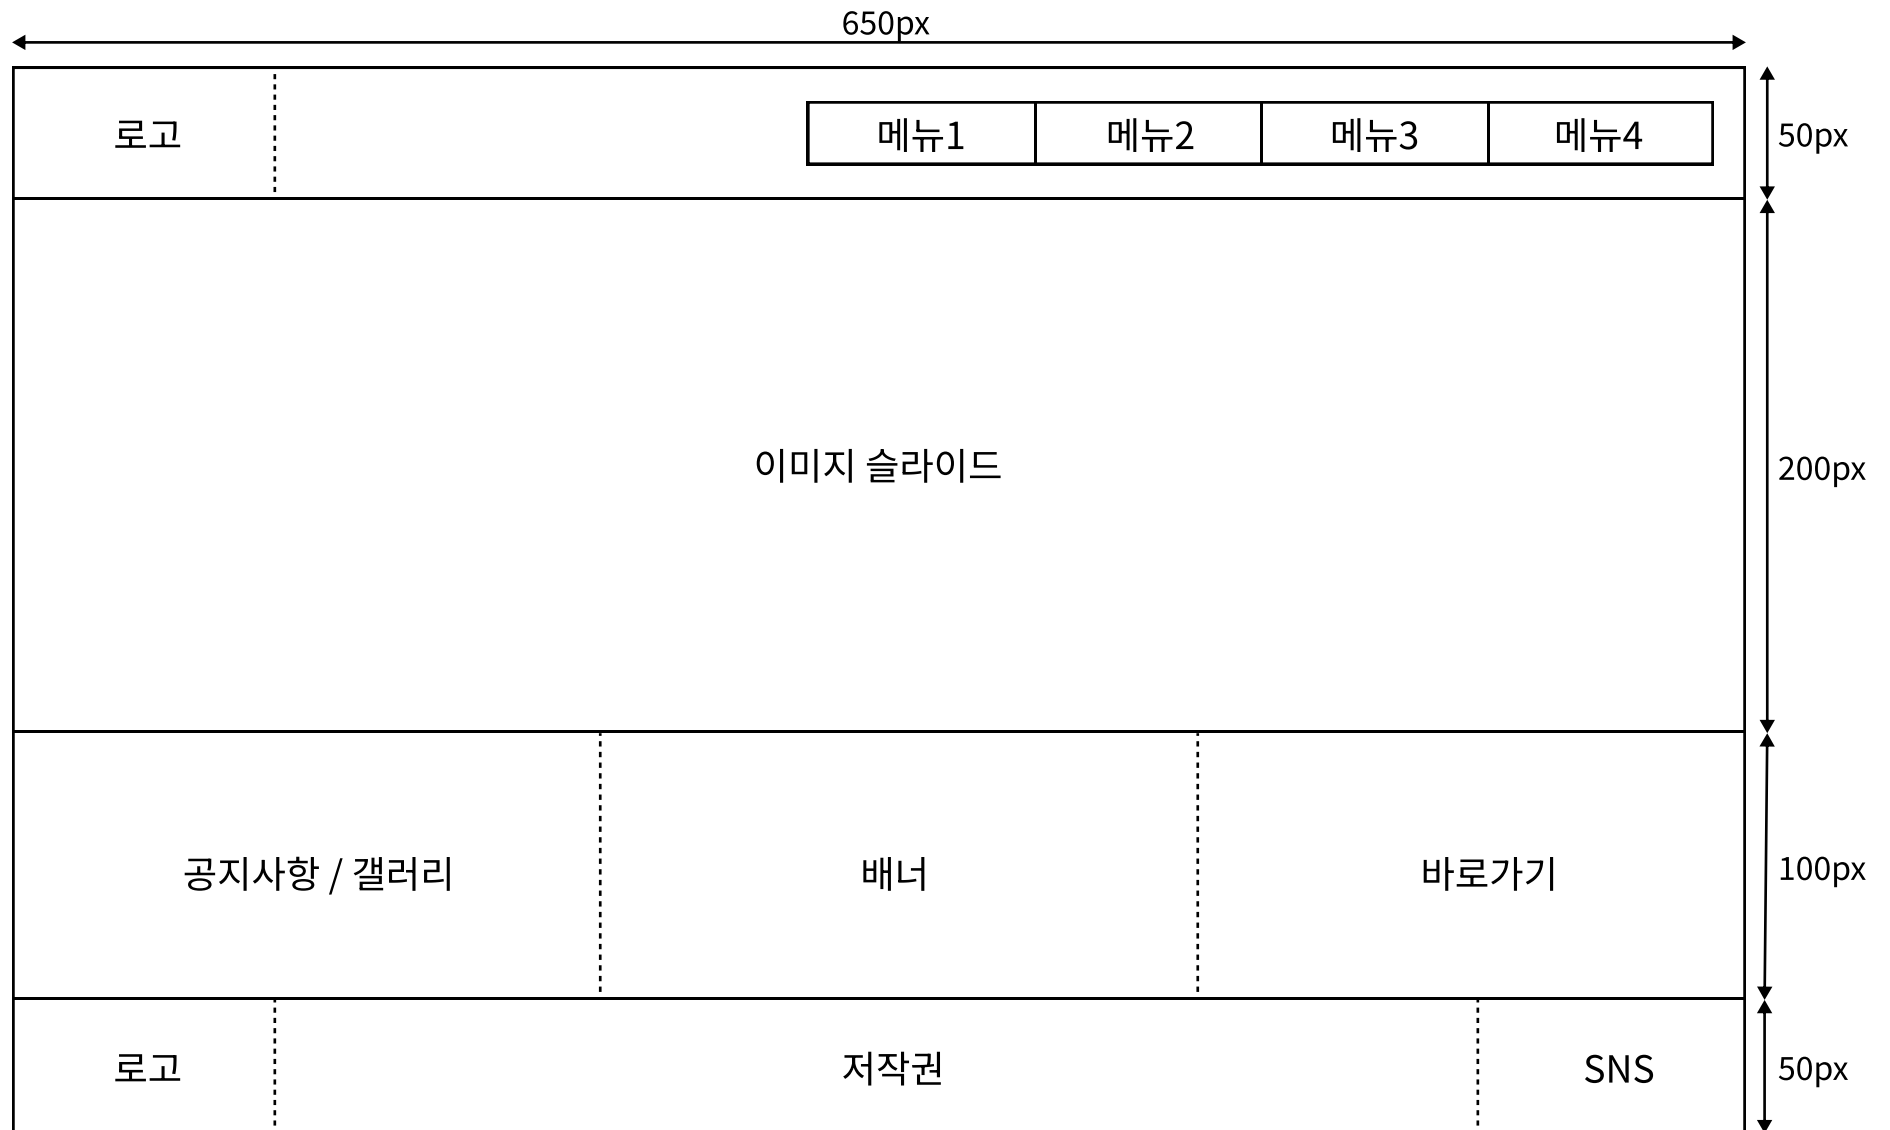 650px
로고
메뉴1
메뉴2
메뉴3
메뉴4
50px
이미지 슬라이드
200px
공지사항 / 갤러리
배너
바로가기
100px
로고
저작권
SNS
50px